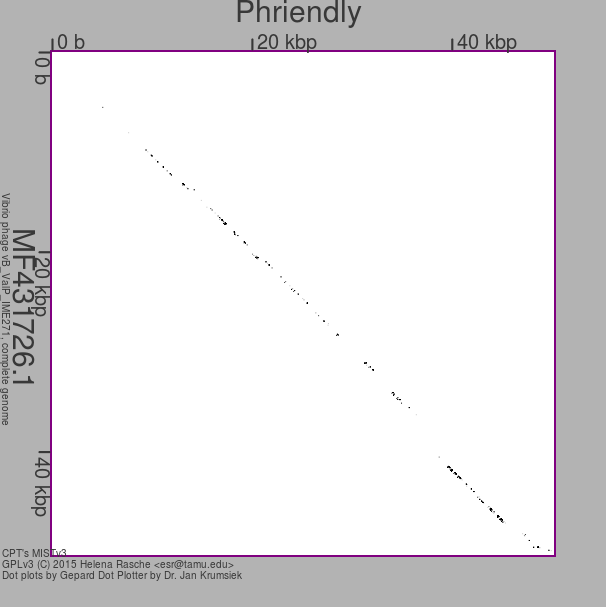 Phriendly
0 b
20 kbp
40 kbp
0 b
20 kbp
40 kbp
MF431726.1
Vibrio phage vB_ValP_IME271, complete genome
CPT's MISTv3
GPLv3 (C) 2015 Helena Rasche <esr@tamu.edu>
Dot plots by Gepard Dot Plotter by Dr. Jan Krumsiek